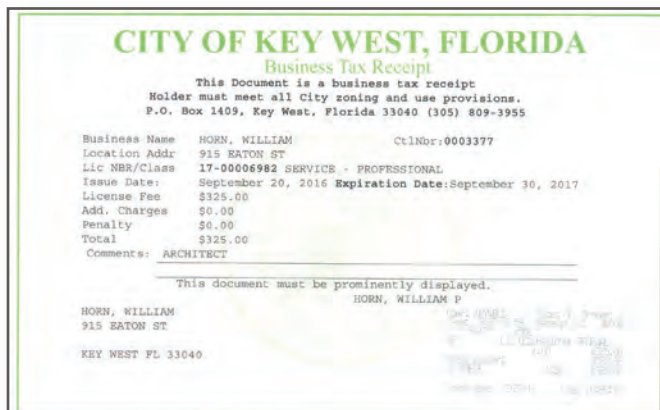 CITY OF KEY WEST, FLORIDA
Business Tax Receipt
This Document is a business tax receipt
Holder must meet all City zoning and use provisions.
P.O. Box 1409, Key West, Florida 33040 (305) 809-3955
Business Name HORN, WILLIAM CtlNbr:0003377
Location Addr 915 EATON ST
Lic NBR/Class 17-00006982 SERVICE - PROFESSIONAL
Issue Date: September 20, 2016 Expiration Date:September 30, 2017
License Fee $325.00
Add. Charges $0.00
Penalty $0.00
Total $325.00
Comments: ARCHITECT
This document must be prominently displayed.
HORN, WILLIAM P
HORN, WILLIAM
915 EATON ST
KEY WEST FL 33040